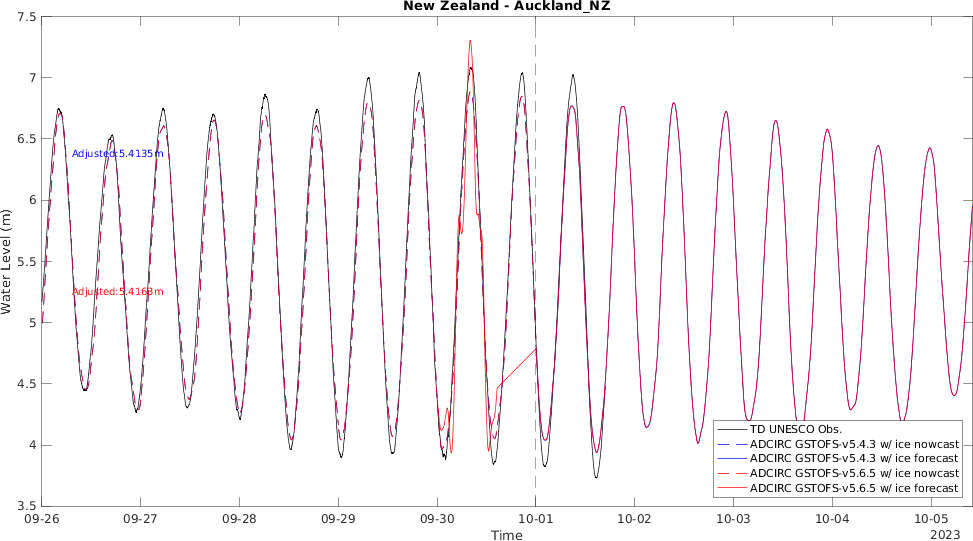 New Zealand - Auckland_NZ
7.5
7
6.5
6
5.5
5
4.5
4
3.5
Water Level (m)
Adjusted:5.4135m
Adjusted:5.4163m
TD UNESCO Obs.
ADCIRC GSTOFS-v5.4.3 w/ ice nowcast
ADCIRC GSTOFS-v5.4.3 w/ ice forecast
ADCIRC GSTOFS-v5.6.5 w/ ice nowcast
ADCIRC GSTOFS-v5.6.5 w/ ice forecast
09-26 09-27 09-28 09-29 09-30 10-01 10-02 10-03 10-04 10-05
Time
2023